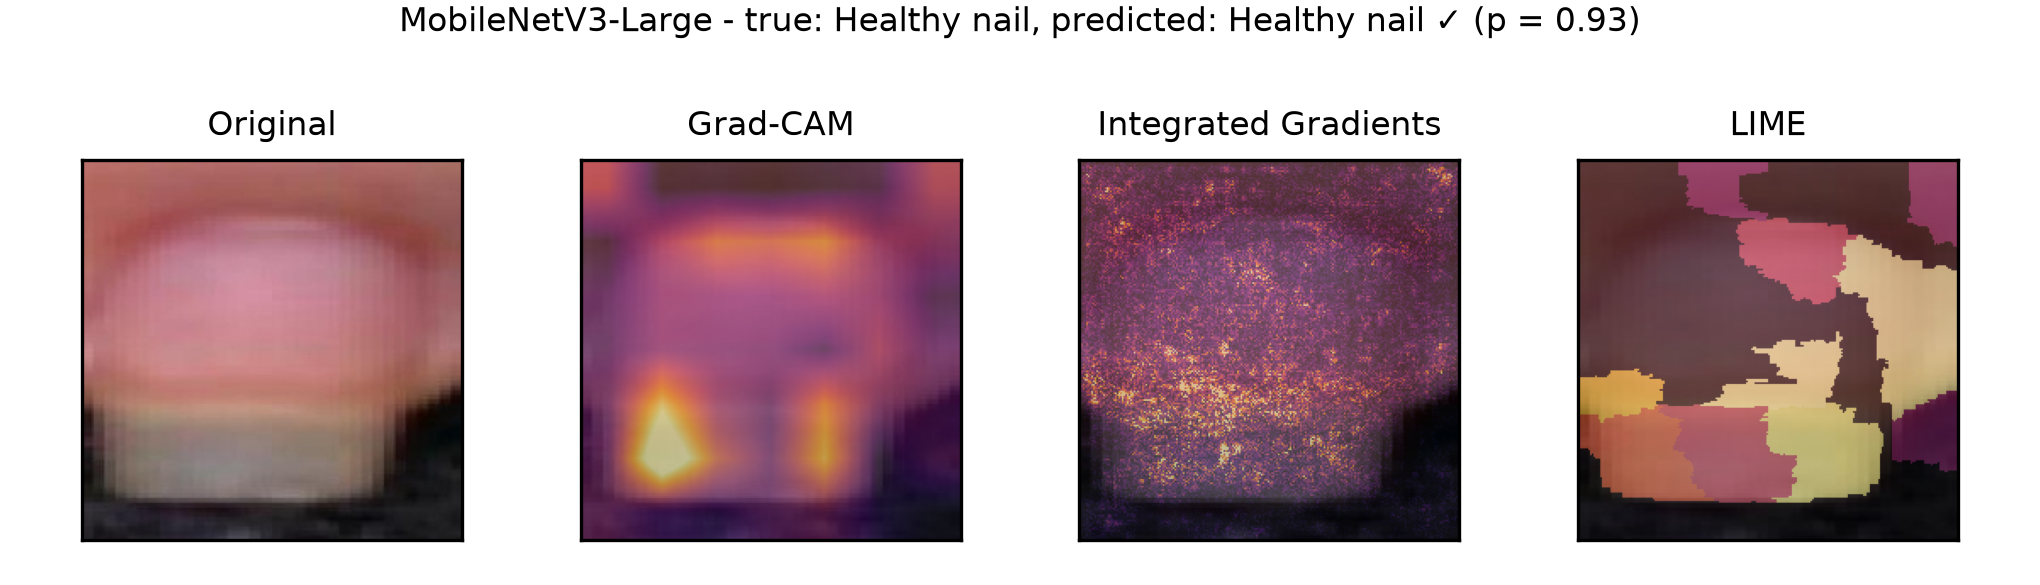 MobileNetV3-Large - true: Healthy nail, predicted: Healthy nail ✓ (p = 0.93)
Original
Grad-CAM
Integrated Gradients
LIME